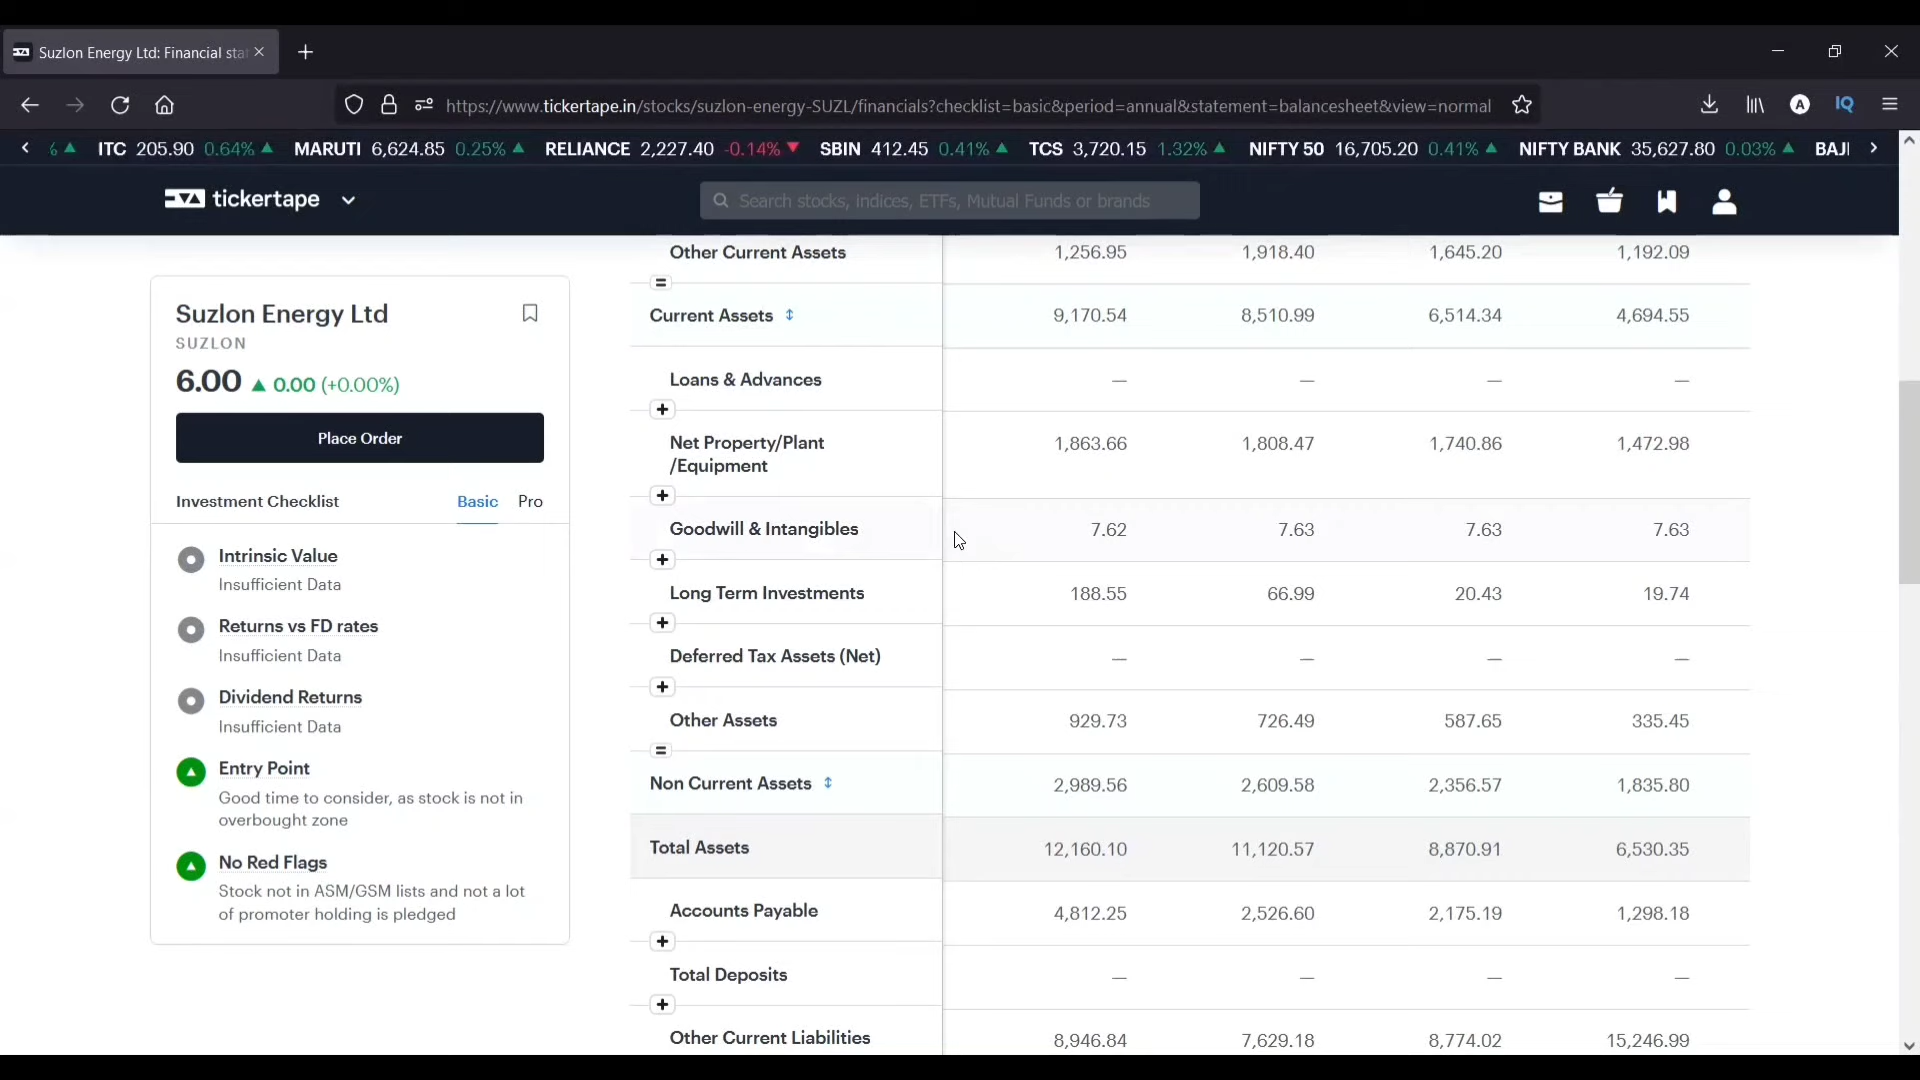 Suzlon Energy Ltd: Financial sta
https://www.tickertape.in/stocks/suzlon-energy-SUZL/financials?checklist=basic&period=annual&statement=balancesheet&view=normal
A
IQ
ITC 205.90 0.64% MARUTI 6,624.85 0.25% RELIANCE 2,227.40 -0.14% SBIN 412.45 0.41% TCS 3,720.15 1.32% NIFTY 50 16,705.20 0.41% NIFTY BANK 35,627.80 0.03% BAJ
tickertape
Search stocks, indices, ETFs, Mutual Funds or brands
Suzlon Energy Ltd
SUZLON
6.00 0.00 (+0.00%)
Place Order
Investment Checklist Basic Pro
Intrinsic Value
Insufficient Data
Returns vs FD rates
Insufficient Data
Dividend Returns
Insufficient Data
Entry Point
Good time to consider, as stock is not in
overbought zone
No Red Flags
Stock not in ASM/GSM lists and not a lot
of promoter holding is pledged
Other Current Assets 1,256.95 1,918.40 1,645.20 1,192.09
=
Current Assets 9,170.54 8,510.99 6,514.34 4,694.55
Loans & Advances — — — —
+
Net Property/Plant
/Equipment 1,863.66 1,808.47 1,740.86 1,472.98
+
Goodwill & Intangibles 7.62 7.63 7.63 7.63
+
Long Term Investments 188.55 66.99 20.43 19.74
+
Deferred Tax Assets (Net) — — — —
+
Other Assets 929.73 726.49 587.65 335.45
=
Non Current Assets 2,989.56 2,609.58 2,356.57 1,835.80
Total Assets 12,160.10 11,120.57 8,870.91 6,530.35
Accounts Payable 4,812.25 2,526.60 2,175.19 1,298.18
+
Total Deposits — — — —
+
Other Current Liabilities 8,946.84 7,629.18 8,774.02 15,246.99